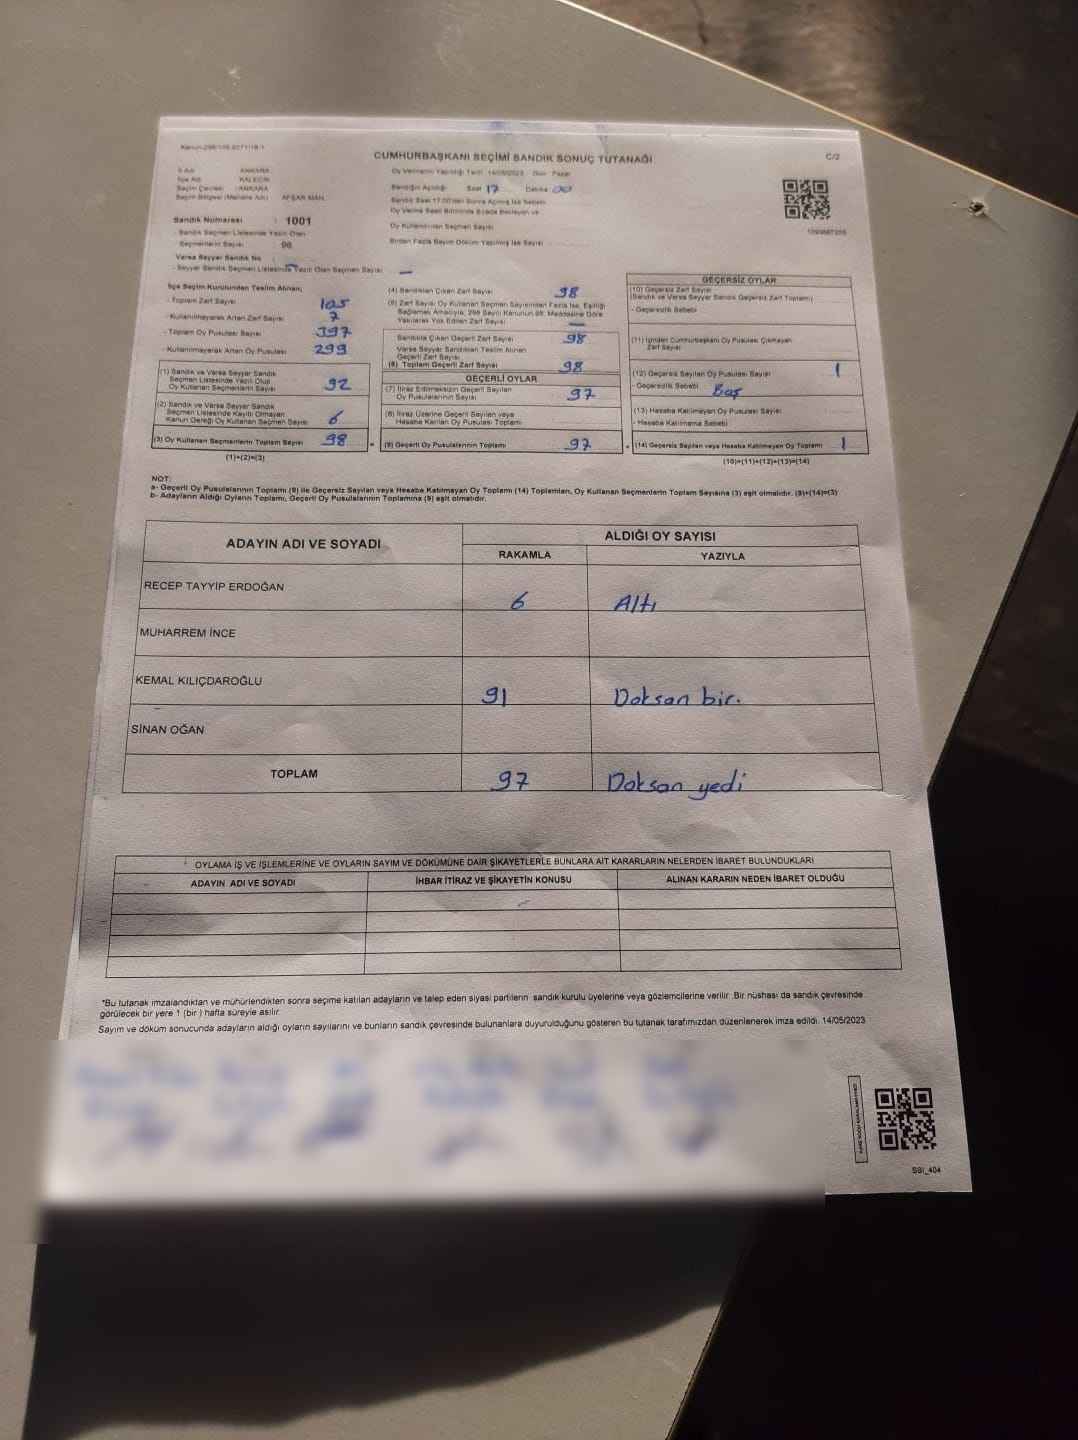 Kanun:298/105,6271/18-1
CUMHURBAŞKANI SEÇİMİ SANDIK SONUÇ TUTANAĞI
C/2
İl Adı ANKARA
İlçe Adı KALECİK
Seçim Çevresi : ANKARA
Seçim Bölgesi (Mahalle Adı) AFŞAR MAH.
Oy Vermenin Yapıldığı Tarih 14/05/2023 Gün Pazar
Sandığın Açıldığı Saat 17 Dakika 00
Sandık Saat 17.00'den Sonra Açılmış İse Sebebi
Oy Verme Saati Bitiminde Sırada Bekleyen ve
Oy Kullandırılan Seçmen Sayısı
Birden Fazla Sayım Döküm Yapılmış İse Sayısı
Sandık Numarası : 1001
- Sandık Seçmen Listesinde Yazılı Olan
Seçmenlerin Sayısı : 96
Varsa Seyyar Sandık No
- Seyyar Sandık Seçmen Listesinde Yazılı Olan Seçmen Sayısı —
İlçe Seçim Kurulundan Teslim Alınan;
- Toplam Zarf Sayısı 105
- Kullanılmayarak Artan Zarf Sayısı 7
- Toplam Oy Pusulası Sayısı 397
- Kullanılmayarak Artan Oy Pusulası 299
(1) Sandık ve Varsa Seyyar Sandık
Seçmen Listesinde Yazılı Olup
Oy Kullanan Seçmenlerin Sayısı 92
(2) Sandık ve Varsa Seyyar Sandık
Seçmen Listesinde Kayıtlı Olmayan
Kanun Gereği Oy Kullanan Seçmen Sayısı 6
(3) Oy Kullanan Seçmenlerin Toplam Sayısı 98
(1)+(2)=(3)
(4) Sandıktan Çıkan Zarf Sayısı 98
(5) Zarf Sayısı Oy Kullanan Seçmen Sayısından Fazla İse, Eşitliği
Sağlamak Amacıyla, 298 Sayılı Kanunun 98. Maddesine Göre
Yakılarak Yok Edilen Zarf Sayısı —
Sandıkta Çıkan Geçerli Zarf Sayısı 98
Varsa Seyyar Sandıktan Teslim Alınan
Geçerli Zarf Sayısı
(6) Toplam Geçerli Zarf Sayısı 98
GEÇERLİ OYLAR
(7) İtiraz Edilmeksizin Geçerli Sayılan
Oy Pusulalarının Sayısı 97
(8) İtiraz Üzerine Geçerli Sayılan veya
Hesaba Katılan Oy Pusulası Sayısı
= (9) Geçerli Oy Pusulalarının Toplamı 97
GEÇERSİZ OYLAR
(10) Geçersiz Zarf Sayısı
(Sandık ve Varsa Seyyar Sandık Geçersiz Zarf Toplamı)
- Geçersizlik Sebebi
(11) İçinden Cumhurbaşkanı Oy Pusulası Çıkmayan
Zarf Sayısı
(12) Geçersiz Sayılan Oy Pusulası Sayısı 1
- Geçersizlik Sebebi Boş
(13) Hesaba Katılmayan Oy Pusulası Sayısı
- Hesaba Katılmama Sebebi
+ (14) Geçersiz Sayılan veya Hesaba Katılmayan Oy Toplamı 1
(10)+(11)+(12)+(13)=(14)
NOT:
a- Geçerli Oy Pusulalarının Toplamı (9) ile Geçersiz Sayılan veya Hesaba Katılmayan Oy Toplamı (14) Toplamları, Oy Kullanan Seçmenlerin Toplam Sayısına (3) eşit olmalıdır. (9)+(14)=(3)
b- Adayların Aldığı Oyların Toplamı, Geçerli Oy Pusulalarının Toplamına (9) eşit olmalıdır.
ADAYIN ADI VE SOYADI
ALDIĞI OY SAYISI
RAKAMLA YAZIYLA
RECEP TAYYİP ERDOĞAN 6 Altı
MUHARREM İNCE
KEMAL KILIÇDAROĞLU 91 Doksan bir.
SİNAN OĞAN
TOPLAM 97 Doksan yedi
OYLAMA İŞ VE İŞLEMLERİNE VE OYLARIN SAYIM VE DÖKÜMÜNE DAİR ŞİKAYETLERLE BUNLARA AİT KARARLARIN NELERDEN İBARET BULUNDUKLARI
ADAYIN ADI VE SOYADI İHBAR İTİRAZ VE ŞİKAYETİN KONUSU ALINAN KARARIN NEDEN İBARET OLDUĞU
*Bu tutanak imzalandıktan ve mühürlendikten sonra seçime katılan adayların ve talep eden siyasi partilerin sandık kurulu üyelerine veya gözlemcilerine verilir. Bir nüshası da sandık çevresinde
görülecek bir yere 1 (bir) hafta süreyle asılır.
Sayım ve döküm sonucunda adayların aldığı oyların sayılarını ve bunların sandık çevresinde bulunanlara duyurulduğunu gösteren bu tutanak tarafımızdan düzenlenerek imza edildi. 14/05/2023
SSI_404